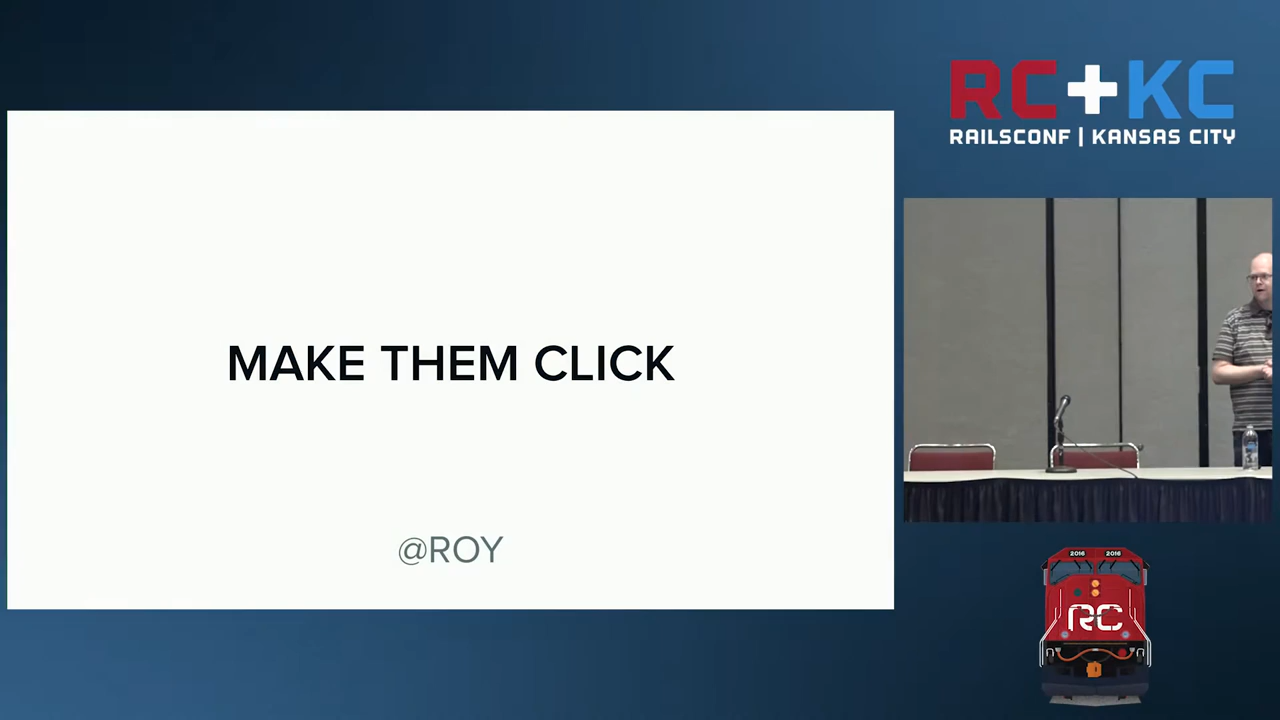 MAKE THEM CLICK
@ROY
RC+KC
RAILSCONF | KANSAS CITY
2016 2016
RC